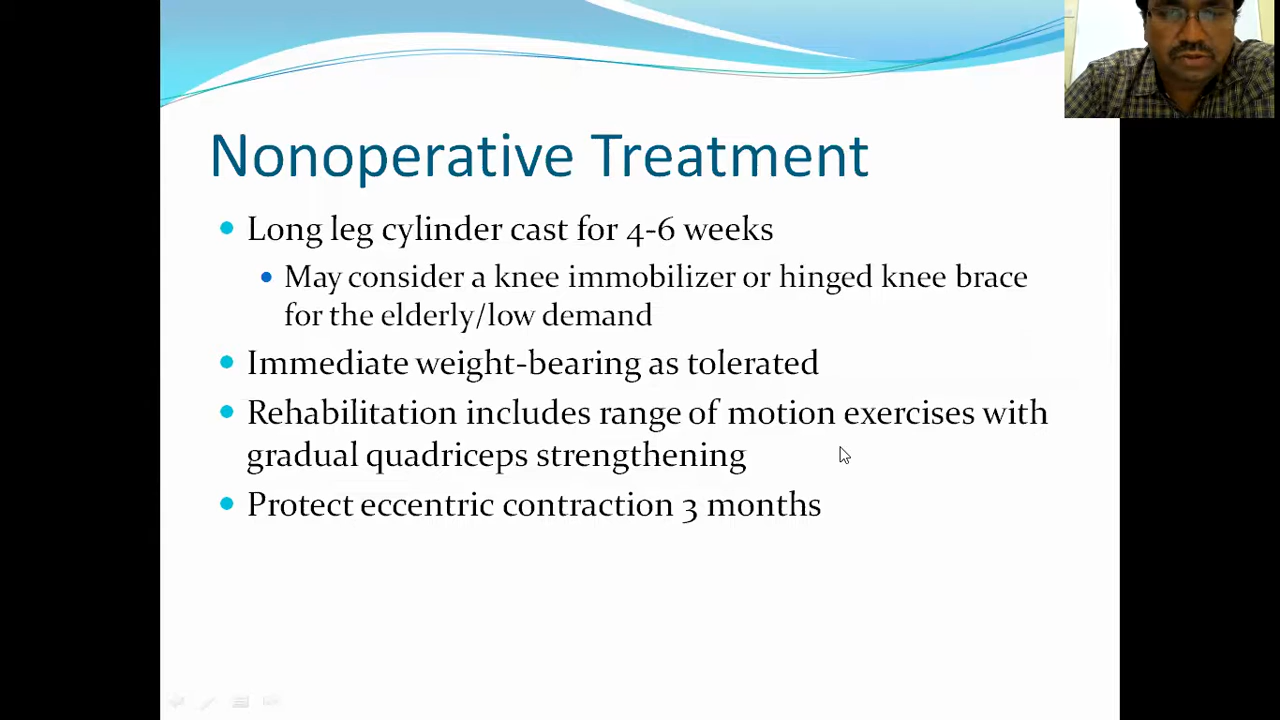 Nonoperative Treatment
Long leg cylinder cast for 4-6 weeks
May consider a knee immobilizer or hinged knee brace
for the elderly/low demand
Immediate weight-bearing as tolerated
Rehabilitation includes range of motion exercises with
gradual quadriceps strengthening
Protect eccentric contraction 3 months